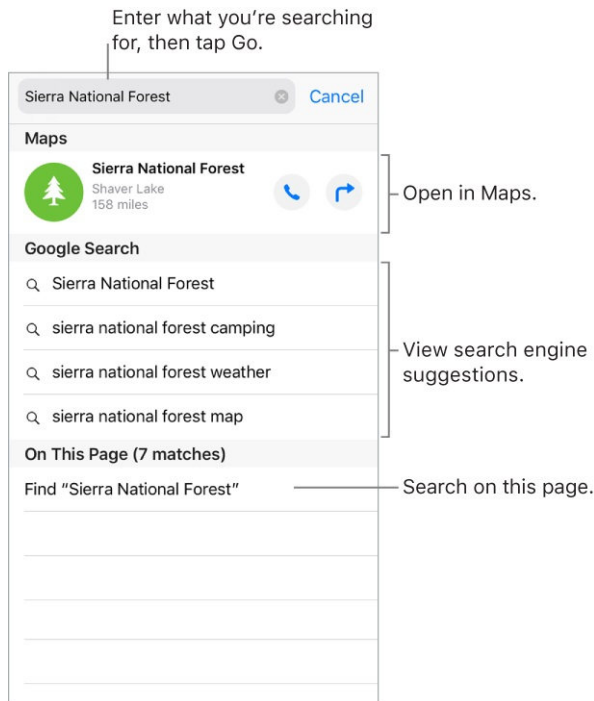 Enter what you’re searching
for, then tap Go.
Sierra National Forest
Cancel
Maps
Sierra National Forest
Shaver Lake
158 miles
Open in Maps.
Google Search
Sierra National Forest
sierra national forest camping
sierra national forest weather
sierra national forest map
View search engine
suggestions.
On This Page (7 matches)
Find “Sierra National Forest”
Search on this page.